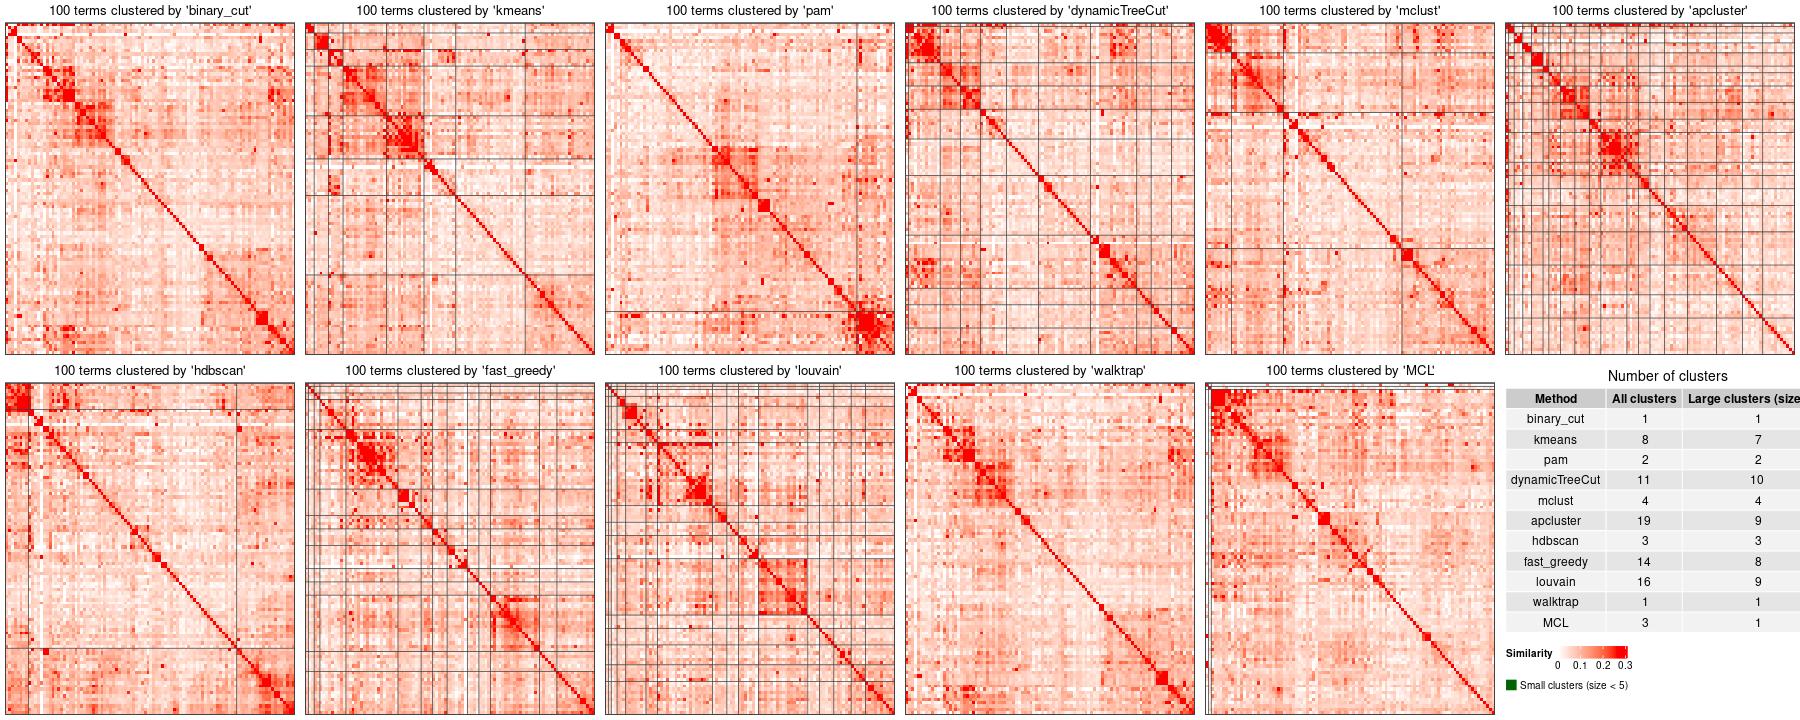 100 terms clustered by 'binary_cut'
100 terms clustered by 'kmeans'
100 terms clustered by 'pam'
100 terms clustered by 'dynamicTreeCut'
100 terms clustered by 'mclust'
100 terms clustered by 'apcluster'
100 terms clustered by 'hdbscan'
100 terms clustered by 'fast_greedy'
100 terms clustered by 'louvain'
100 terms clustered by 'walktrap'
100 terms clustered by 'MCL'
Number of clusters
Method All clusters Large clusters (size
binary_cut 1 1
kmeans 8 7
pam 2 2
dynamicTreeCut 11 10
mclust 4 4
apcluster 19 9
hdbscan 3 3
fast_greedy 14 8
louvain 16 9
walktrap 1 1
MCL 3 1
Similarity
0 0.1 0.2 0.3
Small clusters (size < 5)